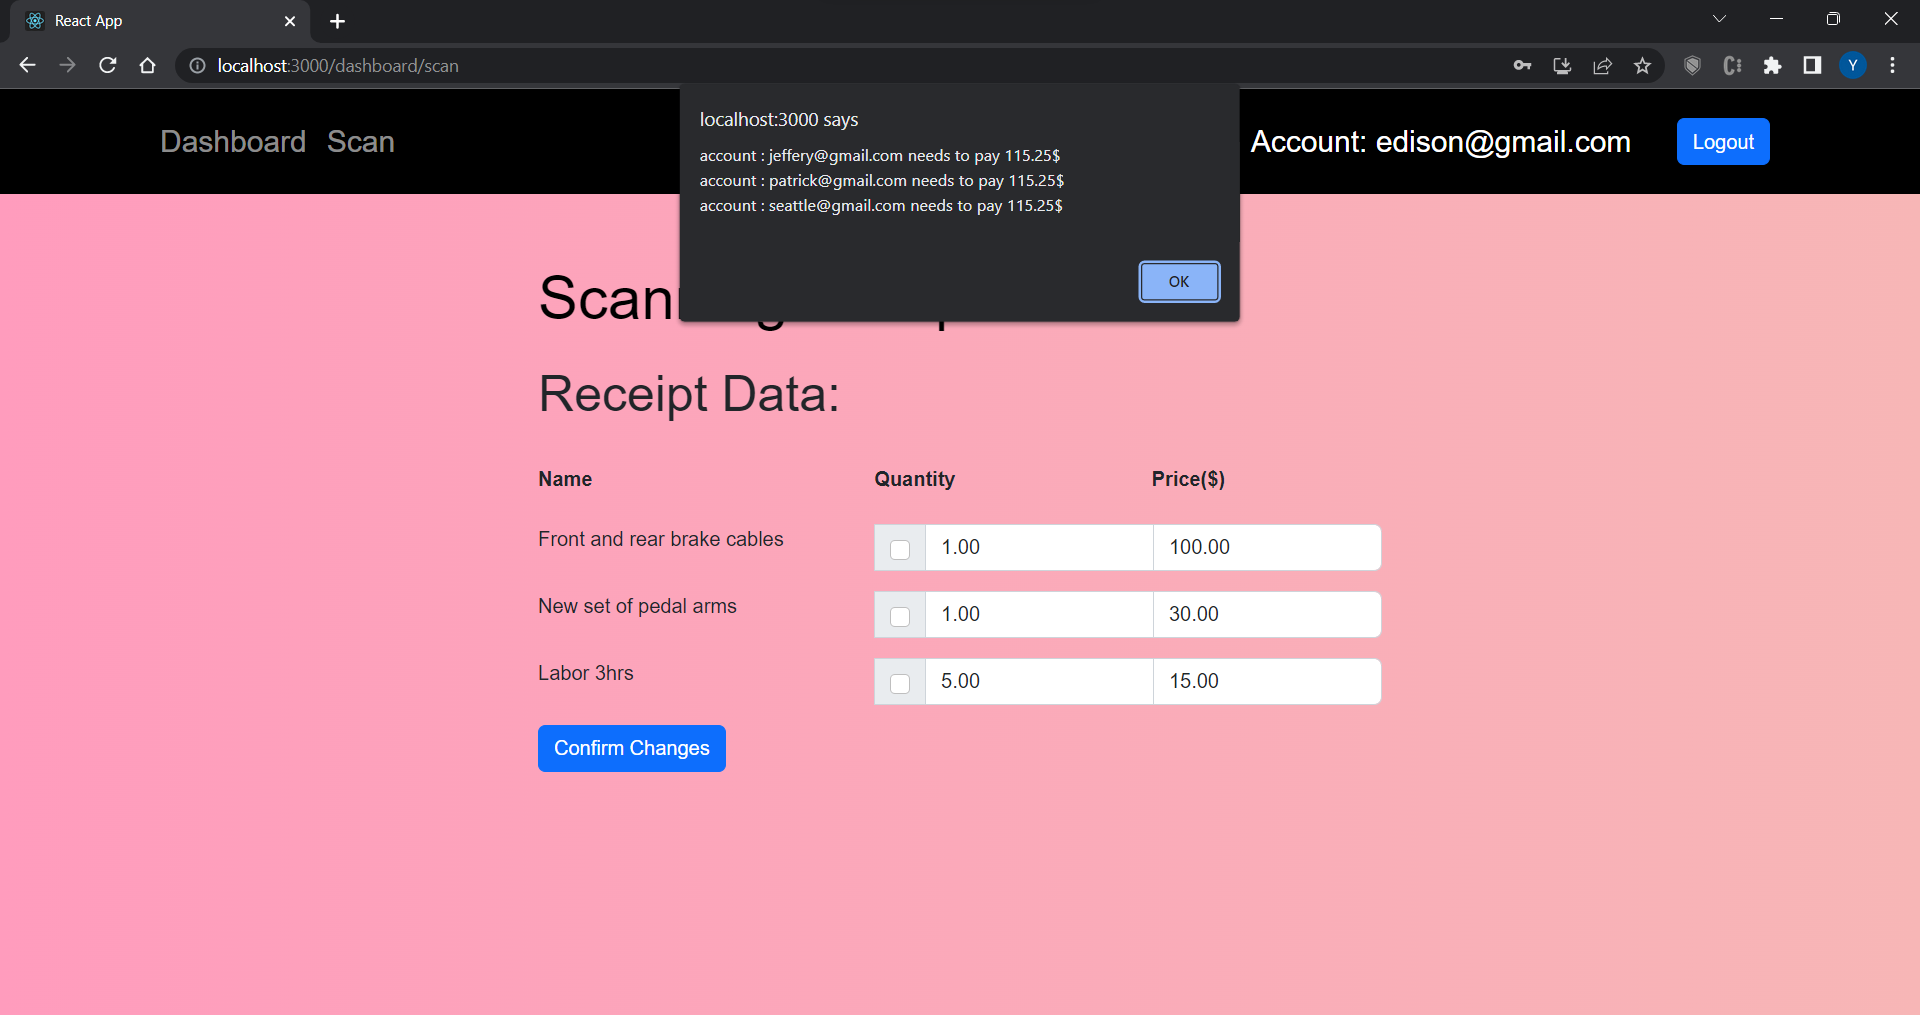 React App
localhost:3000/dashboard/scan
Y
localhost:3000 says
account : jeffery@gmail.com needs to pay 115.25$
account : patrick@gmail.com needs to pay 115.25$
account : seattle@gmail.com needs to pay 115.25$
OK
Dashboard Scan
Account: edison@gmail.com
Logout
Receipt Data:
Name Quantity Price($)
Front and rear brake cables 1.00 100.00
New set of pedal arms 1.00 30.00
Labor 3hrs 5.00 15.00
Confirm Changes